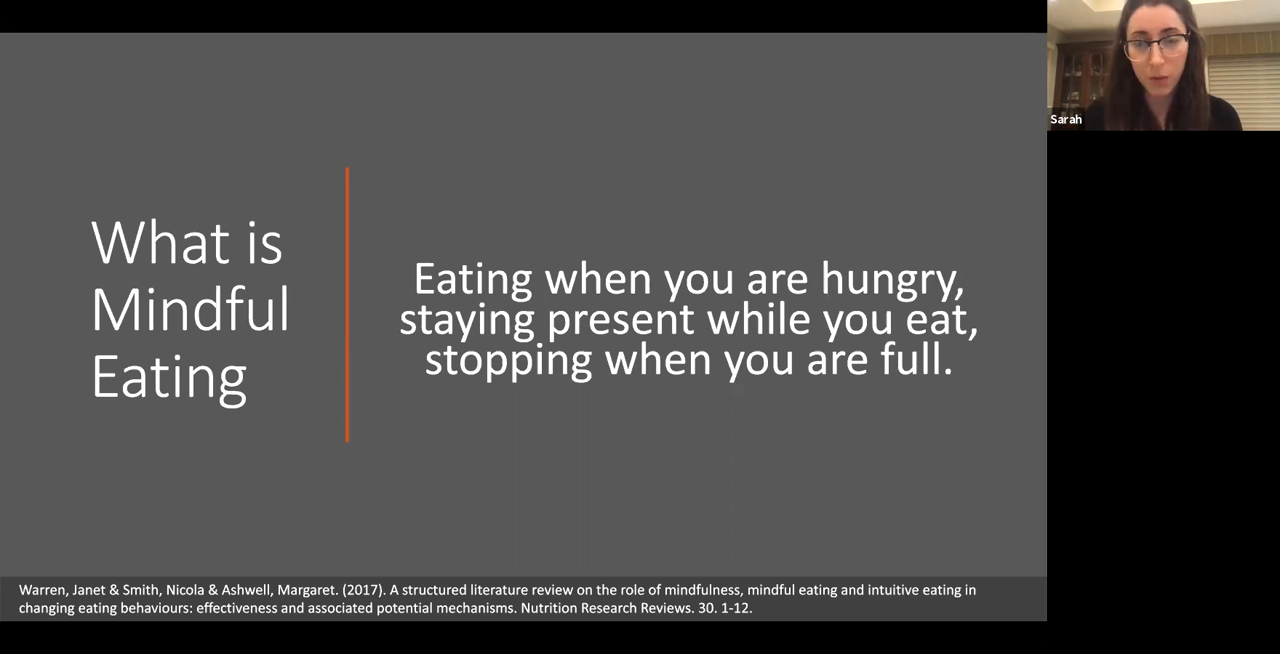 What is
Mindful
Eating
Eating when you are hungry,
staying present while you eat,
stopping when you are full.
Warren, Janet & Smith, Nicola & Ashwell, Margaret. (2017). A structured literature review on the role of mindfulness, mindful eating and intuitive eating in
changing eating behaviours: effectiveness and associated potential mechanisms. Nutrition Research Reviews. 30. 1-12.
Sarah